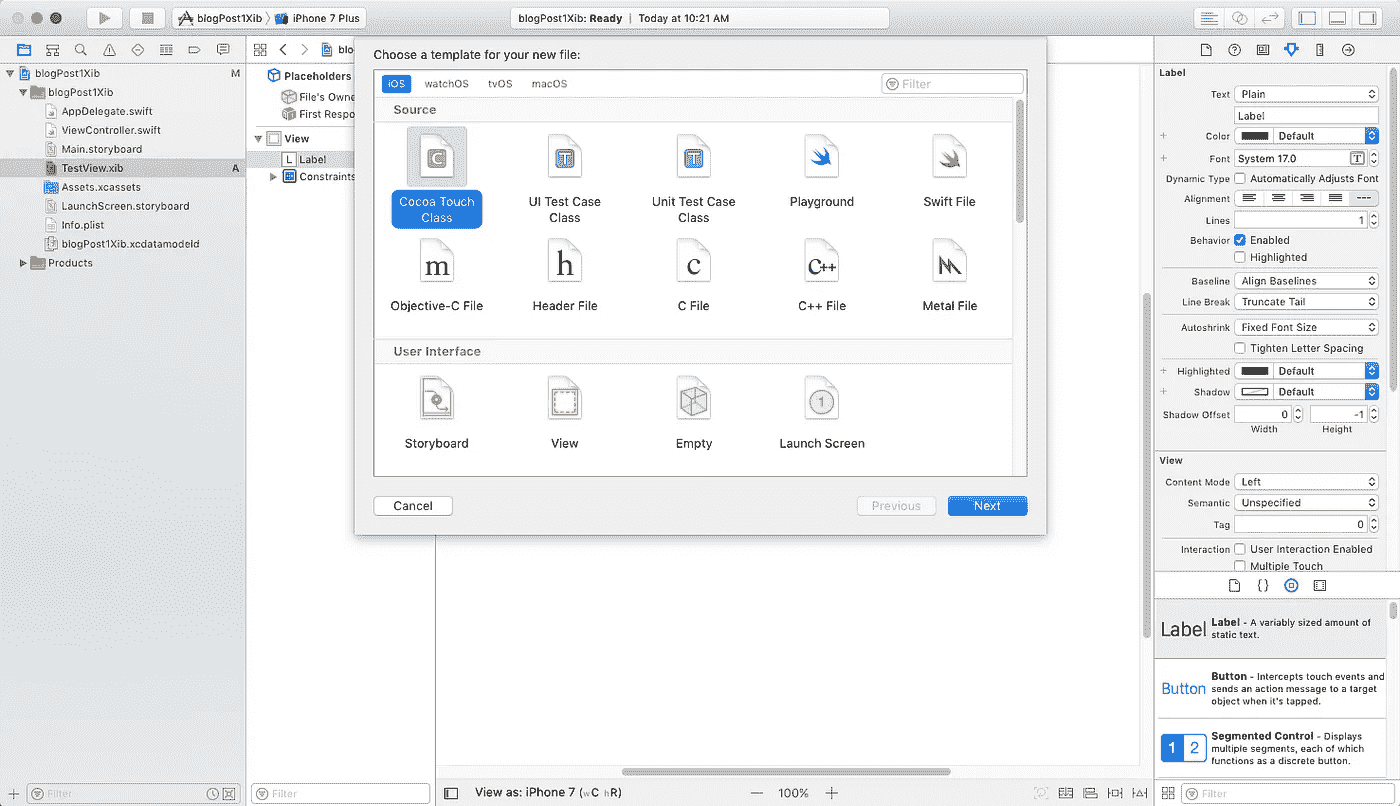 blogPost1Xib
iPhone 7 Plus
blogPost1Xib: Ready | Today at 10:21 AM
blogPost1Xib
M
blogPost1Xib
AppDelegate.swift
ViewController.swift
Main.storyboard
TestView.xib
A
Assets.xcassets
LaunchScreen.storyboard
Info.plist
blogPost1Xib.xcdatamodeld
Products
Filter
blo
Placeholders
File's Owne
First Respo
View
L Label
Constraints
Filter
Choose a template for your new file:
iOS
watchOS
tvOS
macOS
Filter
Source
C
Cocoa Touch
Class
T
UI Test Case
Class
T
Unit Test Case
Class
Playground
Swift File
m
Objective-C File
h
Header File
c
C File
C++
C++ File
Metal File
User Interface
Storyboard
View
Empty
1
Launch Screen
Cancel
Previous
Next
View as: iPhone 7 (wC hR)
100%
Label
Text Plain
Label
Color Default
Font System 17.0 T
Dynamic Type Automatically Adjusts Font
Alignment
Lines 1
Behavior Enabled
Highlighted
Baseline Align Baselines
Line Break Truncate Tail
Autoshrink Fixed Font Size
Tighten Letter Spacing
Highlighted Default
Shadow Default
Shadow Offset 0 -1
Width Height
View
Content Mode Left
Semantic Unspecified
Tag 0
Interaction User Interaction Enabled
Multiple Touch
{}
Label
Label - A variably sized amount of
static text.
Button
Button - Intercepts touch events and
sends an action message to a target
object when it's tapped.
1 2
Segmented Control - Displays
multiple segments, each of which
functions as a discrete button.
Filter